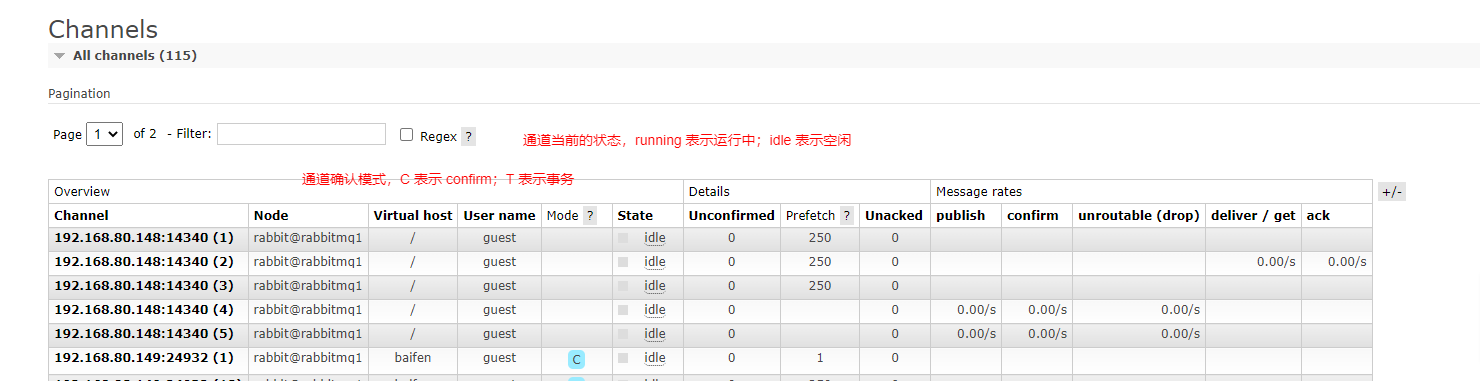 Channels
All channels (115)
Pagination
Page 1 of 2 - Filter: Regex ?
通道当前的状态，running 表示运行中；idle 表示空闲
通道确认模式，C 表示 confirm；T 表示事务
Overview Details Message rates +/-
Channel Node Virtual host User name Mode ? State Unconfirmed Prefetch ? Unacked publish confirm unroutable (drop) deliver / get ack
192.168.80.148:14340 (1) rabbit@rabbitmq1 / guest idle 0 250 0
192.168.80.148:14340 (2) rabbit@rabbitmq1 / guest idle 0 250 0 0.00/s 0.00/s
192.168.80.148:14340 (3) rabbit@rabbitmq1 / guest idle 0 250 0
192.168.80.148:14340 (4) rabbit@rabbitmq1 / guest idle 0 0 0.00/s 0.00/s 0.00/s
192.168.80.148:14340 (5) rabbit@rabbitmq1 / guest idle 0 0 0.00/s 0.00/s 0.00/s
192.168.80.149:24932 (1) rabbit@rabbitmq1 baifen guest C idle 0 1 0